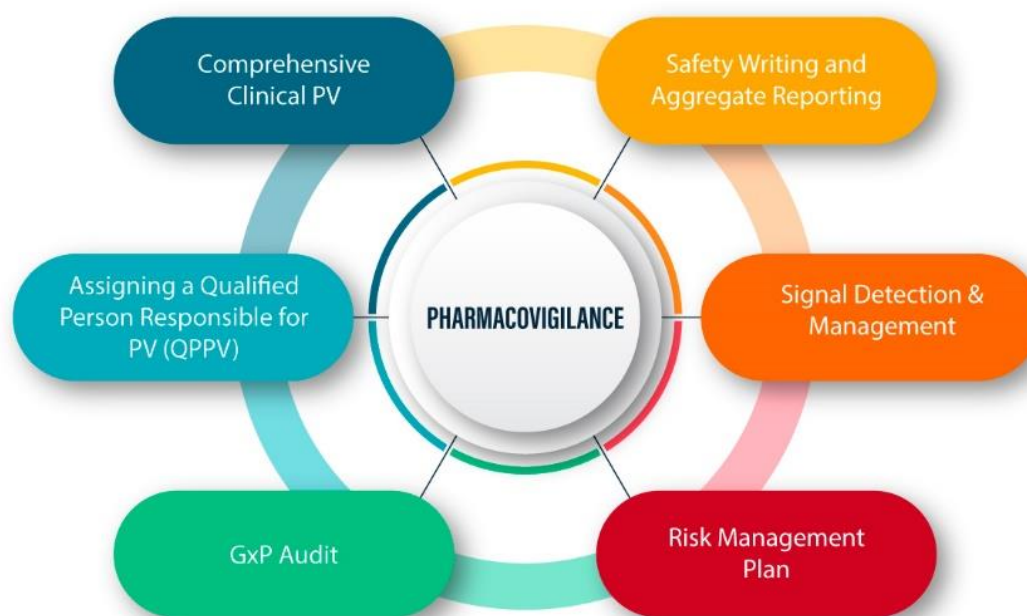 Comprehensive
Clinical PV
Safety Writing and
Aggregate Reporting
Assigning a Qualified
Person Responsible for
PV (QPPV)
PHARMACOVIGILANCE
Signal Detection &
Management
GxP Audit
Risk Management
Plan